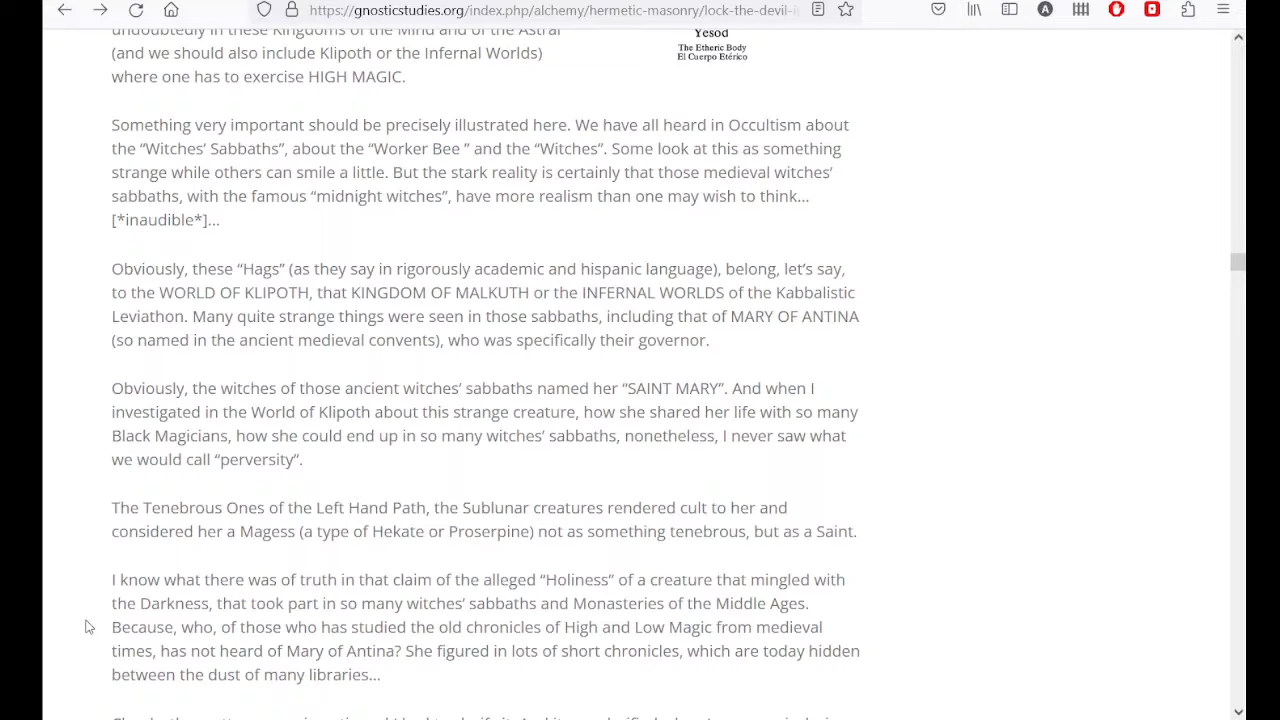 https://gnosticstudies.org/index.php/alchemy/hermetic-masonry/lock-the-devil-i
undoubtedly in these Kingdoms of the Mind and of the Astral
(and we should also include Klipoth or the Infernal Worlds)
where one has to exercise HIGH MAGIC.
Yesod
The Etheric Body
El Cuerpo Etérico
Something very important should be precisely illustrated here. We have all heard in Occultism about
the “Witches’ Sabbaths”, about the “Worker Bee ” and the “Witches”. Some look at this as something
strange while others can smile a little. But the stark reality is certainly that those medieval witches’
sabbaths, with the famous “midnight witches”, have more realism than one may wish to think…
[*inaudible*]…
Obviously, these “Hags” (as they say in rigorously academic and hispanic language), belong, let’s say,
to the WORLD OF KLIPOTH, that KINGDOM OF MALKUTH or the INFERNAL WORLDS of the Kabbalistic
Leviathon. Many quite strange things were seen in those sabbaths, including that of MARY OF ANTINA
(so named in the ancient medieval convents), who was specifically their governor.
Obviously, the witches of those ancient witches’ sabbaths named her “SAINT MARY”. And when I
investigated in the World of Klipoth about this strange creature, how she shared her life with so many
Black Magicians, how she could end up in so many witches’ sabbaths, nonetheless, I never saw what
we would call “perversity”.
The Tenebrous Ones of the Left Hand Path, the Sublunar creatures rendered cult to her and
considered her a Magess (a type of Hekate or Proserpine) not as something tenebrous, but as a Saint.
I know what there was of truth in that claim of the alleged “Holiness” of a creature that mingled with
the Darkness, that took part in so many witches’ sabbaths and Monasteries of the Middle Ages.
Because, who, of those who has studied the old chronicles of High and Low Magic from medieval
times, has not heard of Mary of Antina? She figured in lots of short chronicles, which are today hidden
between the dust of many libraries…